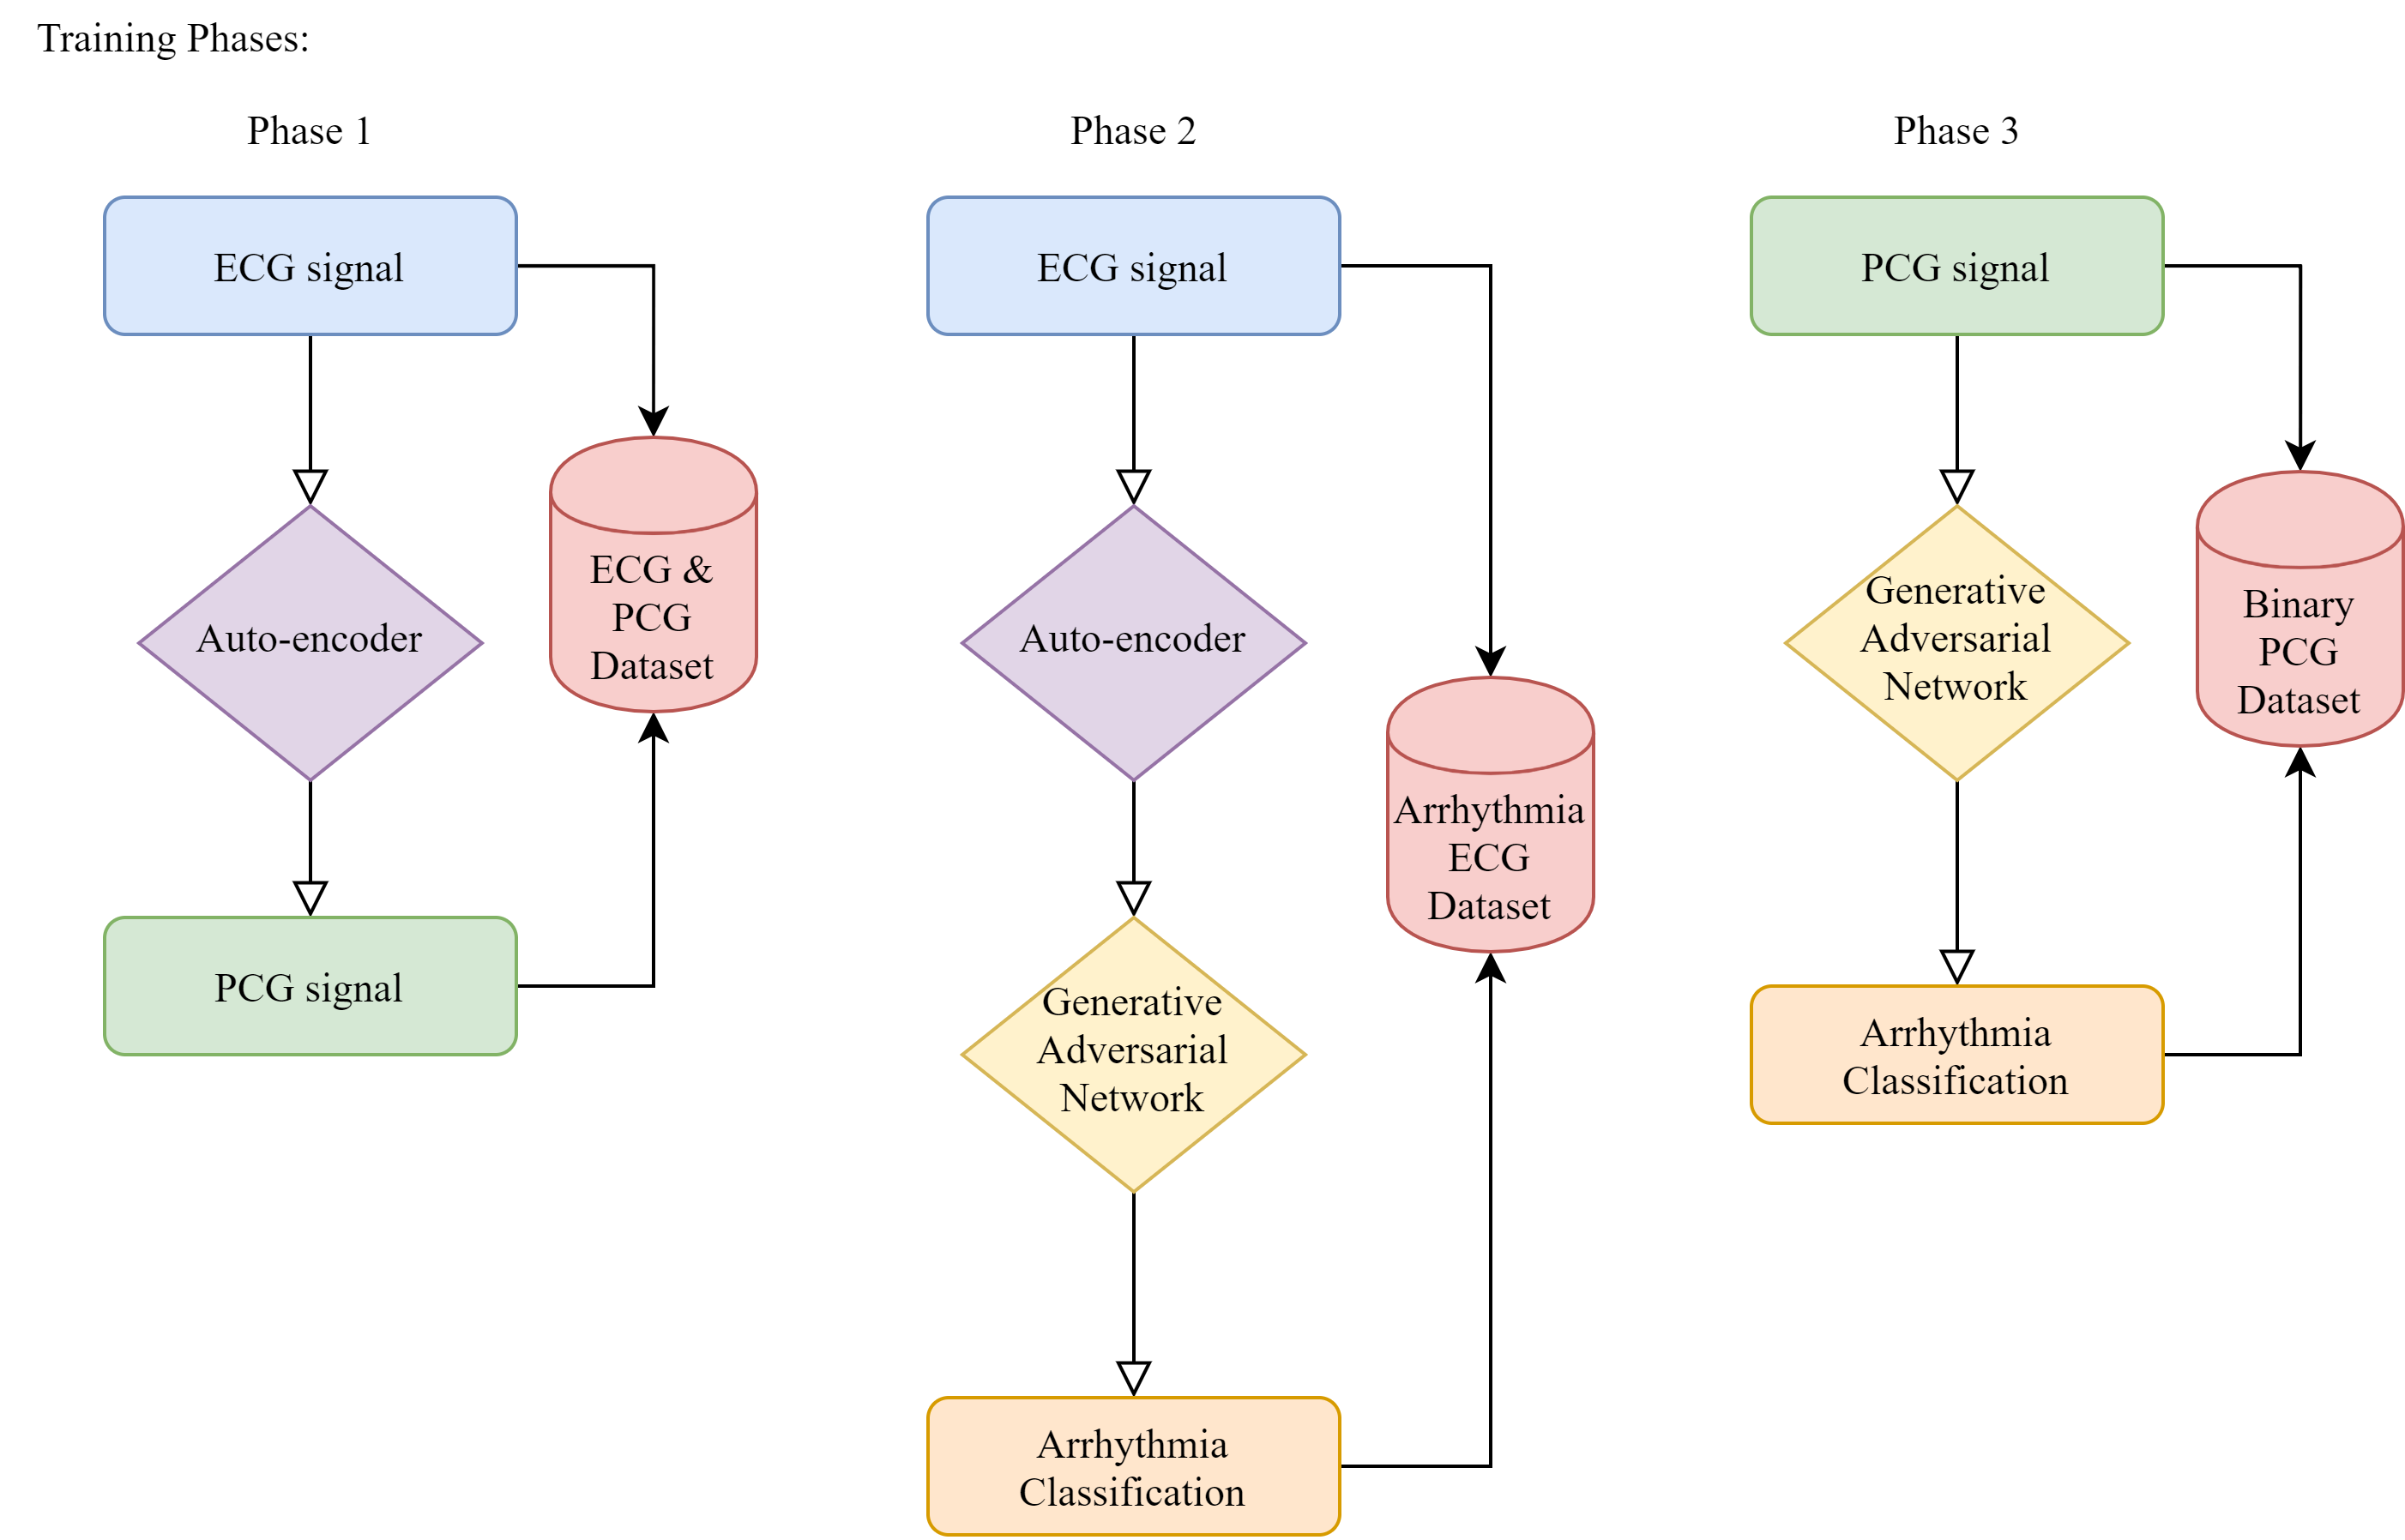 Training Phases:
Phase 1
ECG signal
Auto-encoder
ECG &
PCG
Dataset
PCG signal
Phase 2
ECG signal
Auto-encoder
Arrhythmia
ECG
Dataset
Generative
Adversarial
Network
Arrhythmia
Classification
Phase 3
PCG signal
Generative
Adversarial
Network
Binary
PCG
Dataset
Arrhythmia
Classification